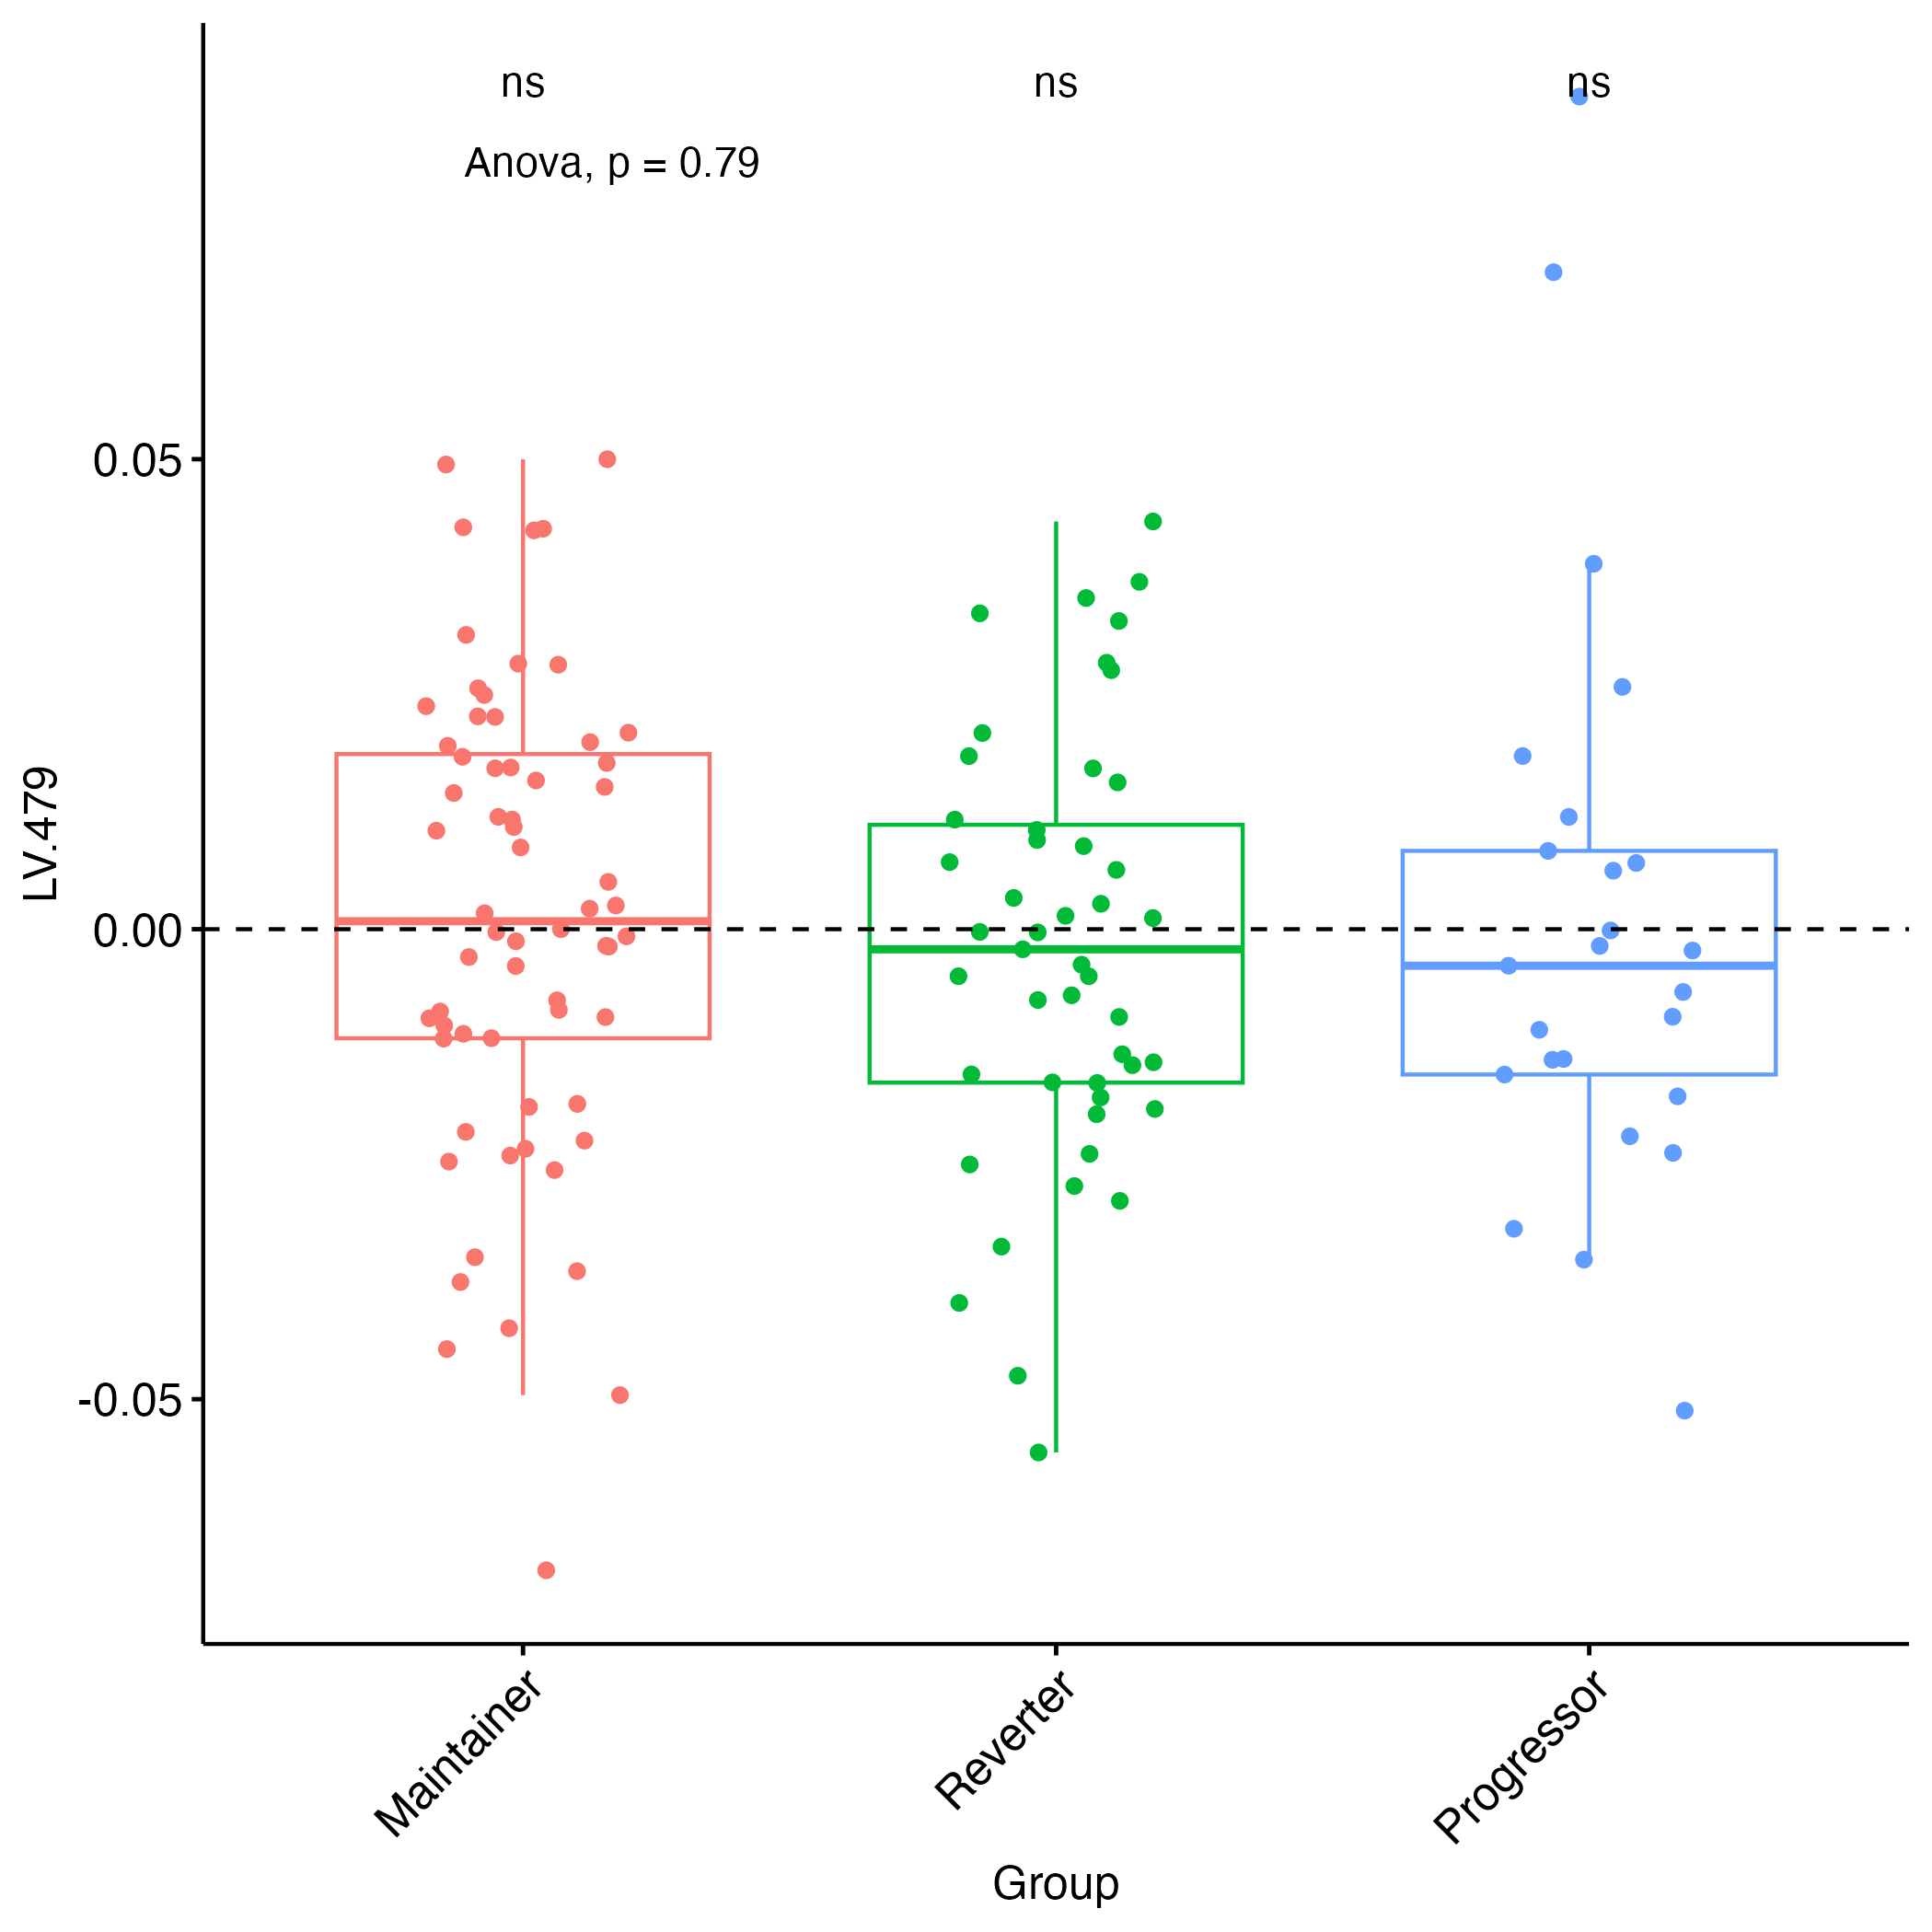 ns ns ns
Anova, p = 0.79
0.05
0.00
-0.05
LV.479
Maintainer Reverter Progressor
Group